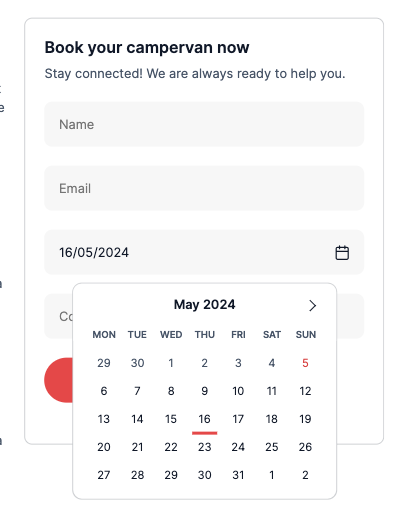 Book your campervan now
Stay connected! We are always ready to help you.
Name
Email
16/05/2024
May 2024
MON TUE WED THU FRI SAT SUN
29 30 1 2 3 4 5
6 7 8 9 10 11 12
13 14 15 16 17 18 19
20 21 22 23 24 25 26
27 28 29 30 31 1 2